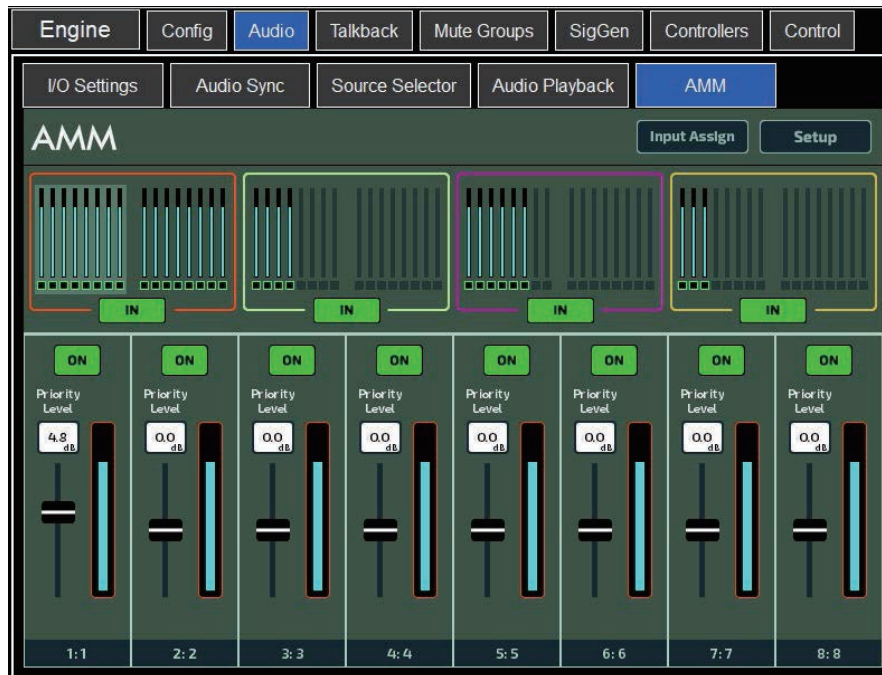 Engine Config Audio Talkback Mute Groups SigGen Controllers Control
I/O Settings Audio Sync Source Selector Audio Playback AMM
AMM Input Assign Setup
IN IN IN IN
ON ON ON ON ON ON ON ON
Priority Priority Priority Priority Priority Priority Priority Priority
Level Level Level Level Level Level Level Level
4.8 0.0 0.0 0.0 0.0 0.0 0.0 0.0
dB dB dB dB dB dB dB dB
1:1 2:2 3:3 4:4 5:5 6:6 7:7 8:8